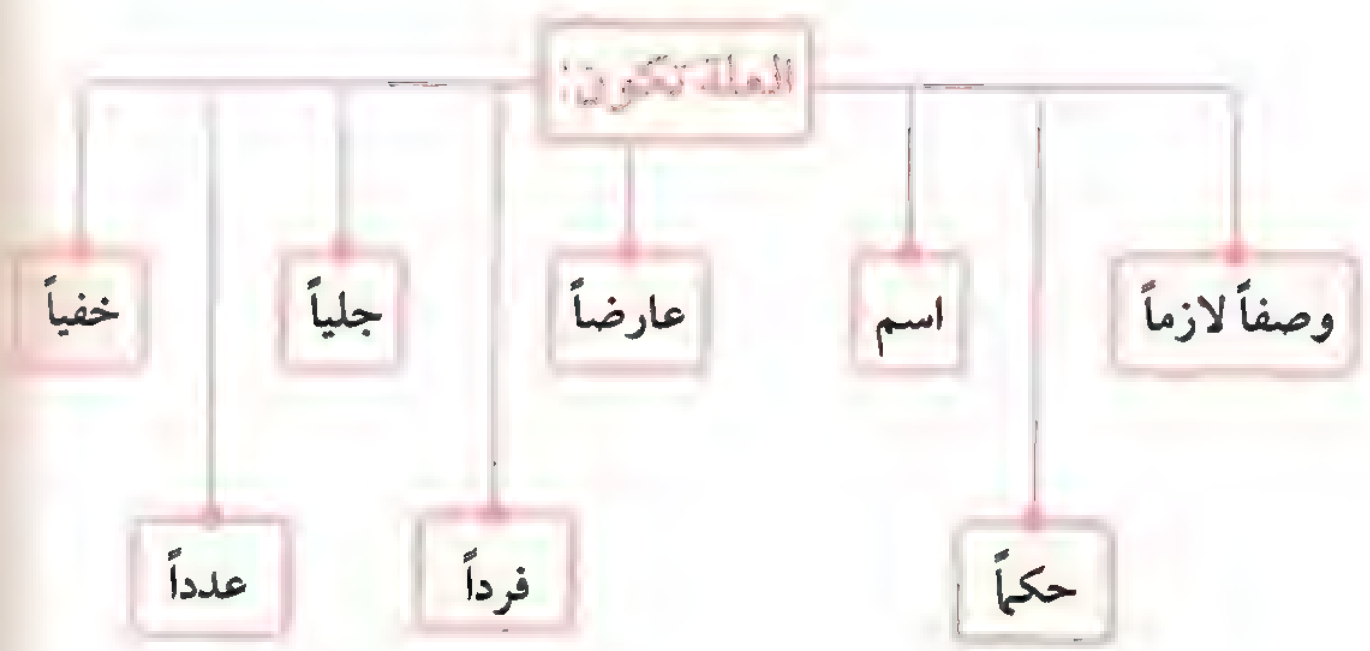 العلة تكون:
وصفاً لازماً
اسم
عارضاً
جلياً
خفياً
حكماً
فرداً
عدداً